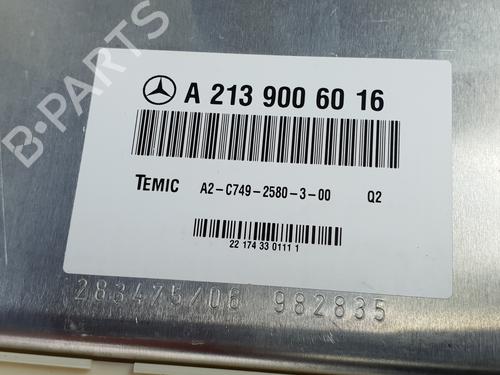 B-PARTS
A 213 900 60 16
TEMIC A2-C749-2580-3-00 Q2
22 174 33 0111 1
283475/06 982835